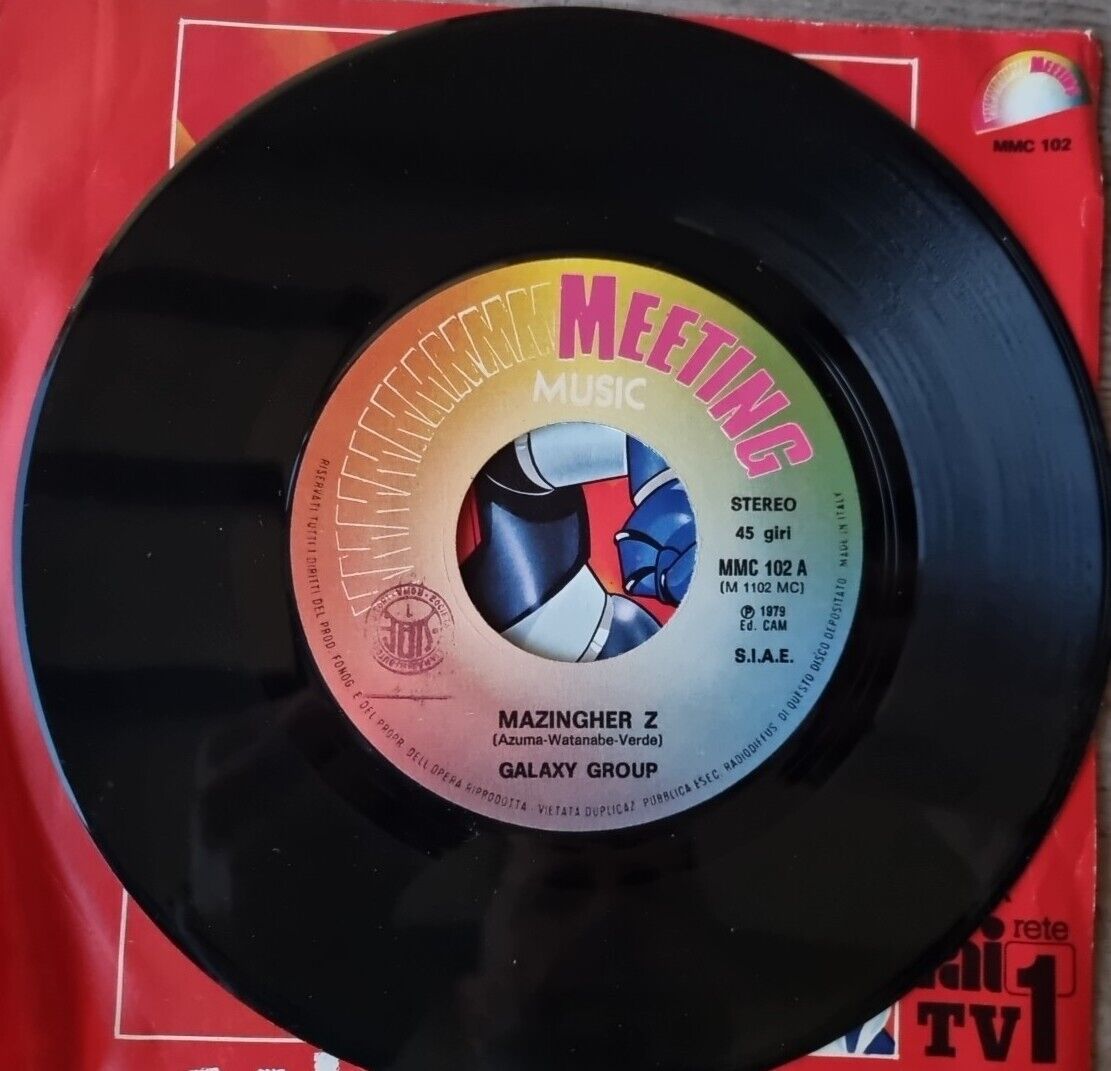 MEETING
MMC 102
MEETING
MUSIC
STEREO
45 giri
MMC 102 A
(M 1102 MC)
℗ 1979
Ed. CAM
S.I.A.E.
MAZINGHER Z
(Azuma-Watanabe-Verde)
GALAXY GROUP
RISERVATI TUTTI I DIRITTI DEL PROD. FONOG. E DEL PROPR. DELL'OPERA RIPRODOTTA - VIETATA DUPLICAZ. PUBBLICA ESEC. RADIODIFFUS. DI QUESTO DISCO DEPOSITATO MADE IN ITALY
rete
1
TV